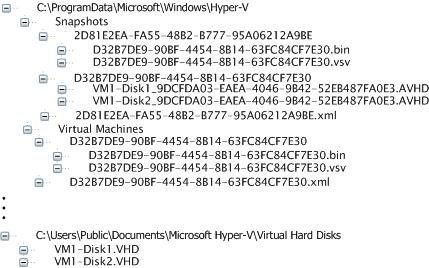 C:\ProgramData\Microsoft\Windows\Hyper-V
Snapshots
2D81E2EA-FA55-48B2-B777-95A06212A9BE
D32B7DE9-90BF-4454-8B14-63FC84CF7E30.bin
D32B7DE9-90BF-4454-8B14-63FC84CF7E30.vsv
D32B7DE9-90BF-4454-8B14-63FC84CF7E30
VM1-Disk1_9DCFDA03-EAEA-4046-9B42-52EB487FA0E3.AVHD
VM1-Disk2_9DCFDA03-EAEA-4046-9B42-52EB487FA0E3.AVHD
2D81E2EA-FA55-48B2-B777-95A06212A9BE.xml
Virtual Machines
D32B7DE9-90BF-4454-8B14-63FC84CF7E30
D32B7DE9-90BF-4454-8B14-63FC84CF7E30.bin
D32B7DE9-90BF-4454-8B14-63FC84CF7E30.vsv
D32B7DE9-90BF-4454-8B14-63FC84CF7E30.xml
C:\Users\Public\Documents\Microsoft Hyper-V\Virtual Hard Disks
VM1-Disk1.VHD
VM1-Disk2.VHD